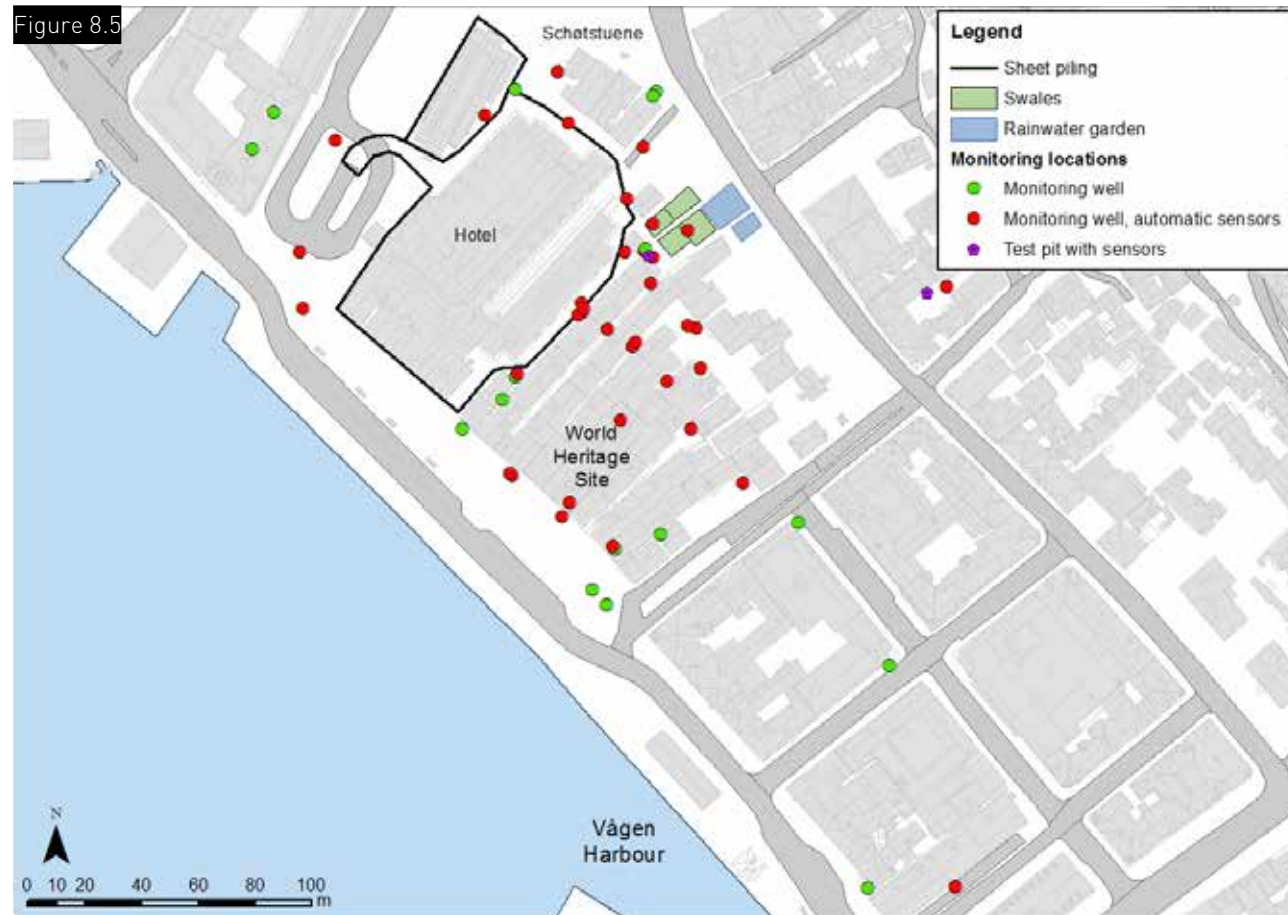 Figure 8.5
Schøtstuene
Legend
Sheet piling
Swales
Rainwater garden
Monitoring locations
Monitoring well
Monitoring well, automatic sensors
Test pit with sensors
Hotel
World
Heritage
Site
Vågen
Harbour
N
0 10 20 40 60 80 100
m